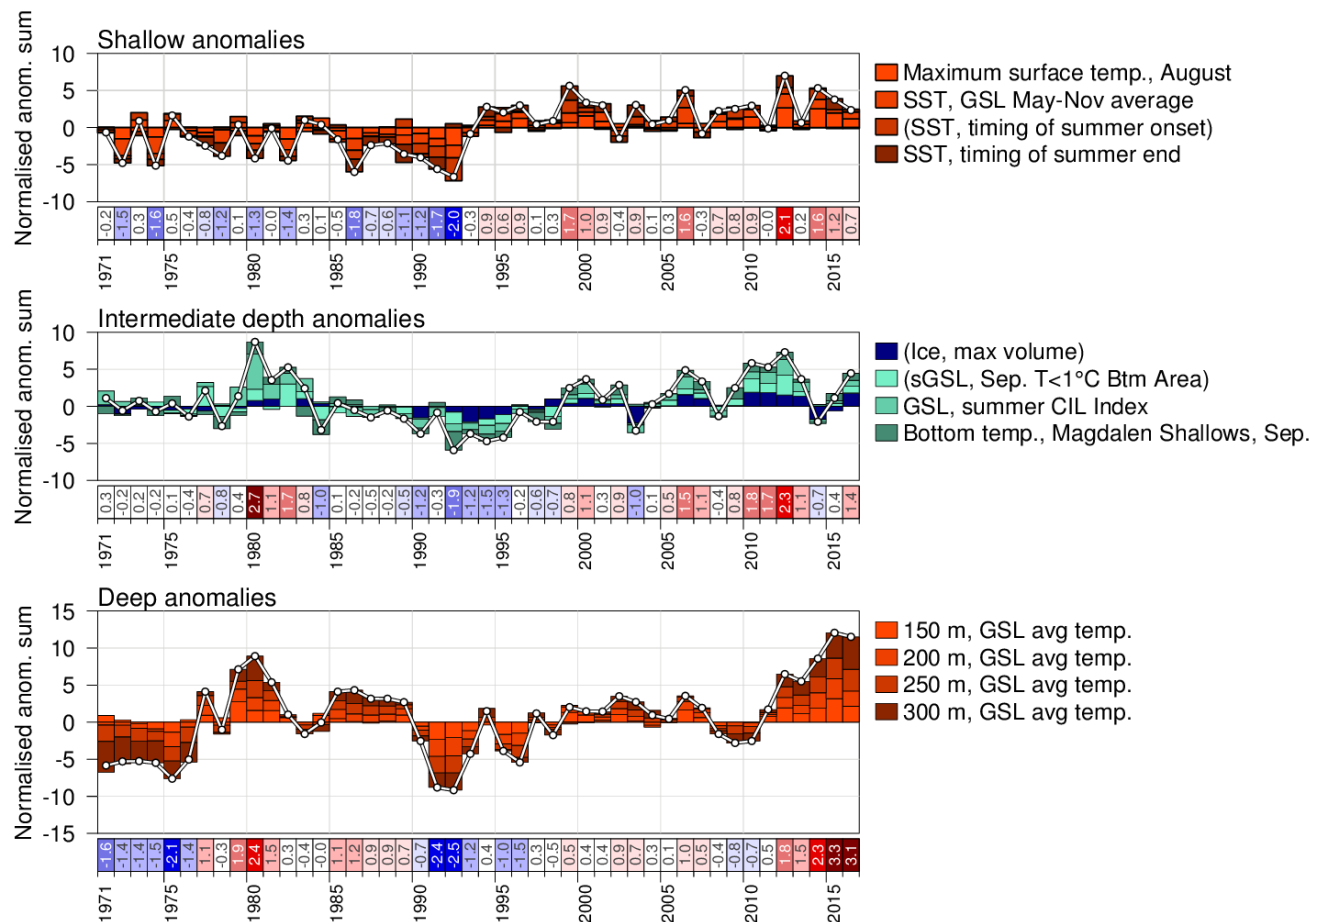 Shallow anomalies
Normalised anom. sum
10
5
0
-5
-10
Maximum surface temp., August
SST, GSL May-Nov average
(SST, timing of summer onset)
SST, timing of summer end
-0.2 -1.5 0.3 -1.6 0.5 -0.4 -0.8 -1.2 0.1 -1.3 -0.0 -1.4 0.3 0.1 -0.5 -1.8 -0.7 -0.6 -1.1 -1.2 -1.7 -2.0 -0.3 0.9 0.6 0.9 0.1 0.3 1.7 1.0 0.9 -0.4 0.9 0.1 0.3 1.6 -0.3 0.7 0.8 0.9 -0.0 2.1 0.2 1.6 1.2 0.7
1971 1975 1980 1985 1990 1995 2000 2005 2010 2015
Intermediate depth anomalies
Normalised anom. sum
10
5
0
-5
-10
(Ice, max volume)
(sGSL, Sep. T<1°C Btm Area)
GSL, summer CIL Index
Bottom temp., Magdalen Shallows, Sep.
0.3 -0.2 0.2 -0.2 0.1 -0.4 0.7 -0.8 0.4 2.7 1.1 1.7 0.8 -1.0 0.1 -0.2 -0.5 -0.2 -0.5 -1.2 -0.3 -1.9 -1.2 -1.5 -1.3 -0.2 -0.6 -0.7 0.8 1.1 0.3 0.9 -1.0 0.1 0.5 1.5 1.1 -0.4 0.8 1.8 1.7 2.3 1.1 -0.7 0.4 1.4
1971 1975 1980 1985 1990 1995 2000 2005 2010 2015
Deep anomalies
Normalised anom. sum
15
10
5
0
-5
-10
-15
150 m, GSL avg temp.
200 m, GSL avg temp.
250 m, GSL avg temp.
300 m, GSL avg temp.
-1.6 -1.4 -1.4 -1.5 -2.1 -1.4 1.1 -0.3 1.9 2.4 1.5 0.3 -0.4 -0.0 1.1 1.2 0.9 0.9 0.7 -0.7 -2.4 -2.5 -1.2 0.4 -1.0 -1.5 0.3 -0.5 0.5 0.4 0.4 0.9 0.7 0.3 0.1 1.0 0.5 -0.4 -0.8 -0.7 0.5 1.8 1.5 2.3 3.3 3.1
1971 1975 1980 1985 1990 1995 2000 2005 2010 2015